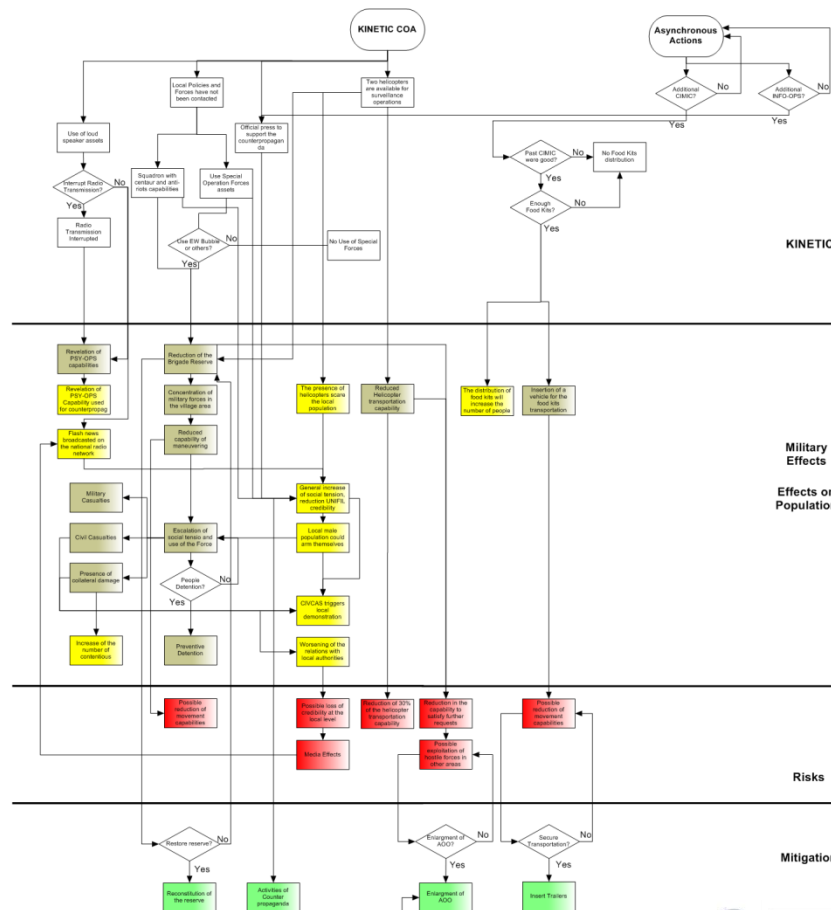 KINETIC COA
Asynchronous
Actions
Local Policies and
Forces have not
been contacted
Two helicopters
are available for
surveillance
operations
Additional
CIMIC?
No
Additional
INFO-OPS?
No
Yes
Yes
Use of loud
speaker assets
Official press to
support the
counterpropagan
da
Past CIMIC
were good?
No
No Food Kits
distribution
Yes
Interrupt Radio
Transmission?
No
Yes
Squadron with
centaur and anti-
riots capabilities
Use Special
Operation Forces
assets
Enough
Food Kits?
No
Yes
Radio
Transmission
Interrupted
Use EW Bubble
or others?
No
Yes
No Use of Special
Forces
KINETIC
Revelation of
PSY-OPS
capabilities
Reduction of the
Brigade Reserve
Revelation of
PSY-OPS
Capability used
for counterpropag
Concentration of
military forces in
the village area
The presence of
helicopters scare
the local
population
Reduced
Helicopter
transportation
capability
The distribution of
food kits will
increase the
number of people
Insertion of a
vehicle for the
food kits
transportation
Flash news
broadcasted on
the national radio
network
Reduced
capability of
maneuvering
Military
Effects
Effects on
Population
Military
Casualties
General increase
of social tension,
reduction UNIFIL
credibility
Civil Casualties
Escalation of
social tensio and
use of the Force
Local male
population could
arm themselves
Presence of
collateral damage
People
Detention?
No
Yes
CIVCAS triggers
local
demonstration
Increase of the
number of
contentious
Preventive
Detention
Worsening of the
relations with
local authorities
Possible
reduction of
movement
capabilities
Possible loss of
credibility at the
local level
Reduction of 30%
of the helicopter
transportation
capability
Reduction in the
capability to
satisfy further
requests
Possible
reduction of
movement
capabilities
Media Effects
Possible
exploitation of
hostile forces in
other areas
Risks
Restore reserve?
No
Yes
Enlargment of
AOO?
No
Yes
Secure
Transportation?
No
Yes
Mitigation
Reconstitution of
the reserve
Activities of
Counter
propaganda
Enlargment of
AOO
Insert Trailers